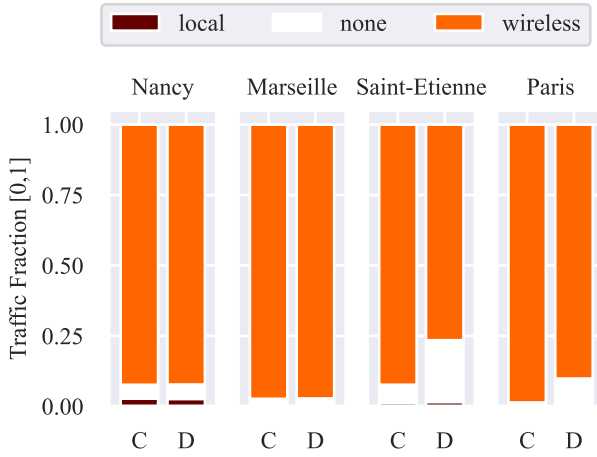 local none wireless
Nancy Marseille Saint-Etienne Paris
Traffic Fraction [0,1]
1.00
0.75
0.50
0.25
0.00
C D C D C D C D